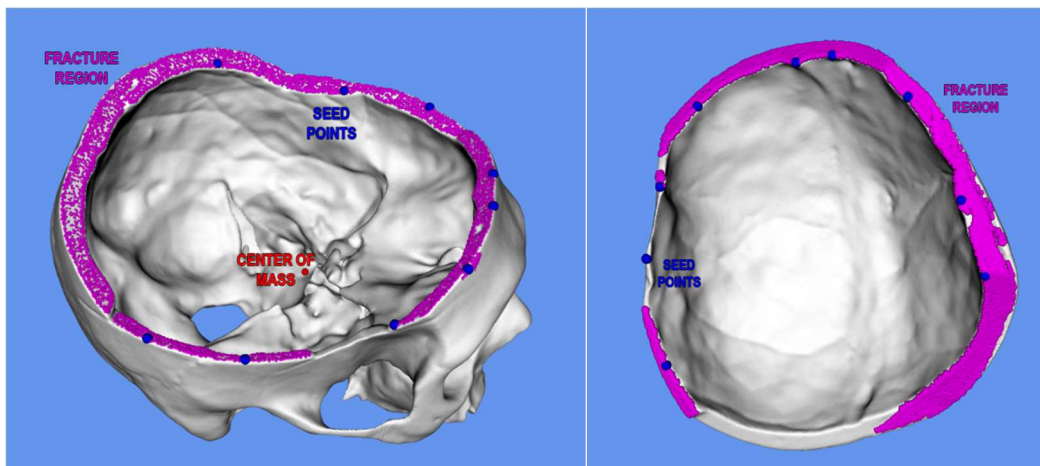 FRACTURE
REGION
SEED
POINTS
CENTER OF
MASS
FRACTURE
REGION
SEED
POINTS